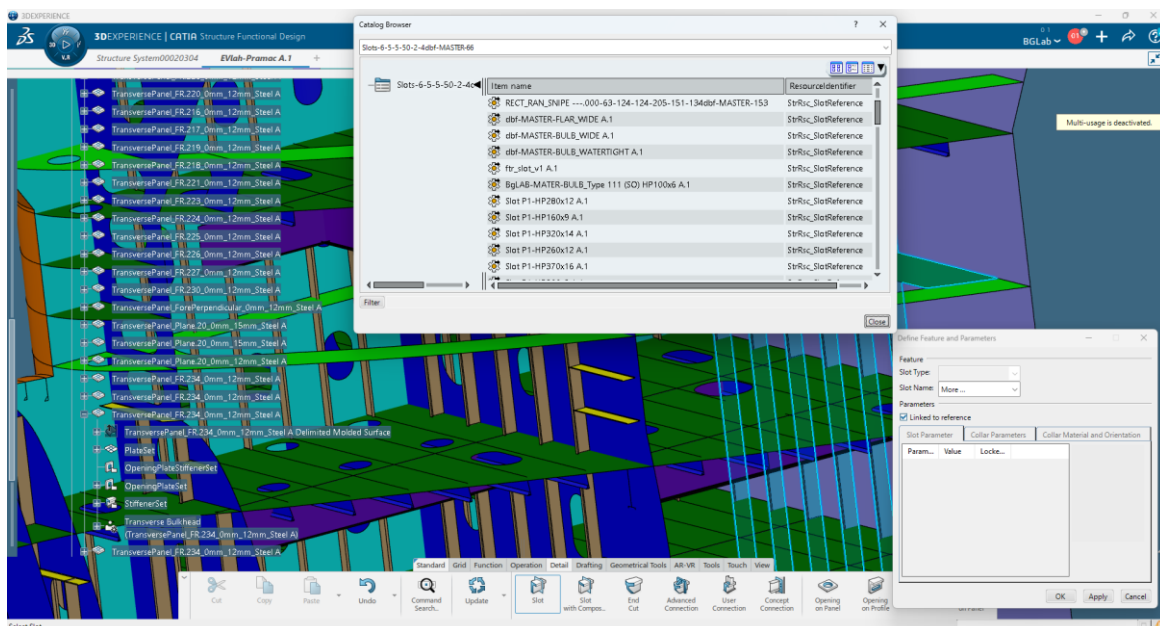 3DEXPERIENCE
3DEXPERIENCE | CATIA Structure Functional Design
V.R
BGLab
Structure System00020304
EVlab-Pramac A.1
+
Multi-usage is deactivated.
TransversePanel_FR.220_0mm_12mm_Steel A
TransversePanel_FR.216_0mm_12mm_Steel A
TransversePanel_FR.217_0mm_12mm_Steel A
TransversePanel_FR.219_0mm_12mm_Steel A
TransversePanel_FR.218_0mm_12mm_Steel A
TransversePanel_FR.221_0mm_12mm_Steel A
TransversePanel_FR.223_0mm_12mm_Steel A
TransversePanel_FR.224_0mm_12mm_Steel A
TransversePanel_FR.225_0mm_12mm_Steel A
TransversePanel_FR.226_0mm_12mm_Steel A
TransversePanel_FR.227_0mm_12mm_Steel A
TransversePanel_FR.230_0mm_12mm_Steel A
TransversePanel_ForePerpendicular_0mm_12mm_Steel A
TransversePanel_Plane.20_0mm_15mm_Steel A
TransversePanel_Plane.20_0mm_15mm_Steel A
TransversePanel_Plane.20_0mm_12mm_Steel A
TransversePanel_FR.234_0mm_12mm_Steel A
TransversePanel_FR.234_0mm_12mm_Steel A
TransversePanel_FR.234_0mm_12mm_Steel A
TransversePanel_FR.234_0mm_12mm_Steel A Delimited Molded Surface
PlateSet
OpeningPlateStiffenerSet
OpeningPlateSet
StiffenerSet
Transverse Bulkhead
(TransversePanel_FR.234_0mm_12mm_Steel A)
TransversePanel_FR.234_0mm_12mm_Steel A
Catalog Browser
? ×
Slots-6-5-5-50-2-4dbf-MASTER-66
Slots-6-5-5-50-2-4d
Item name ResourceIdentifier
RECT_RAN_SNIPE ---.000-63-124-124-205-151-134dbf-MASTER-153 StrRsc_SlotReference
dbf-MASTER-FLAR_WIDE A.1 StrRsc_SlotReference
dbf-MASTER-BULB_WIDE A.1 StrRsc_SlotReference
dbf-MASTER-BULB_WATERTIGHT A.1 StrRsc_SlotReference
ftr_slot_v1 A.1 StrRsc_SlotReference
BgLAB-MATER-BULB_Type 111 (SO) HP100x6 A.1 StrRsc_SlotReference
Slot P1-HP280x12 A.1 StrRsc_SlotReference
Slot P1-HP160x9 A.1 StrRsc_SlotReference
Slot P1-HP320x14 A.1 StrRsc_SlotReference
Slot P1-HP260x12 A.1 StrRsc_SlotReference
Slot P1-HP370x16 A.1 StrRsc_SlotReference
Filter
Close
Define Feature and Parameters
Feature
Slot Type:
Slot Name: More ...
Parameters
Linked to reference
Slot Parameter Collar Parameters Collar Material and Orientation
Param... Value Locke...
OK Apply Cancel
Standard Grid Function Operation Detail Drafting Geometrical Tools AR-VR Tools Touch View
Cut
Copy
Paste
Undo
Command
Search...
Update
Slot
Slot
with Compos...
End
Cut
Advanced
Connection
User
Connection
Concept
Connection
Opening
on Panel
Opening
on Profile
on Panel